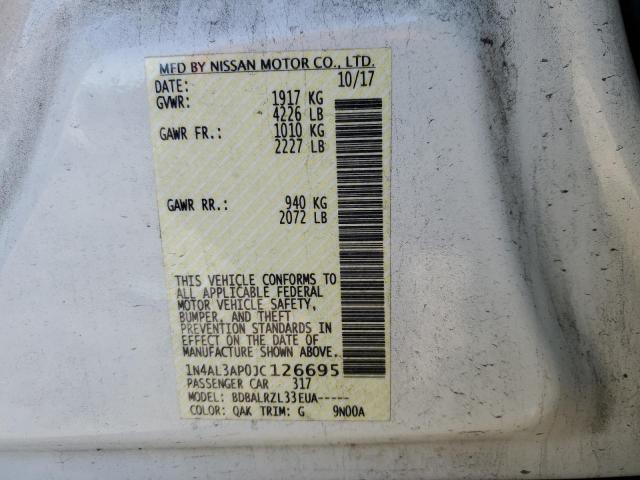 MFD BY NISSAN MOTOR CO., LTD.
DATE: 10/17
GVWR: 1917 KG
4226 LB
GAWR FR.: 1010 KG
2227 LB
GAWR RR.: 940 KG
2072 LB
THIS VEHICLE CONFORMS TO
ALL APPLICABLE FEDERAL
MOTOR VEHICLE SAFETY,
BUMPER, AND THEFT
PREVENTION STANDARDS IN
EFFECT ON THE DATE OF
MANUFACTURE SHOWN ABOVE.
1N4AL3AP0JC126695
PASSENGER CAR 317
MODEL: BDBALRZL33EUA-----
COLOR: QAK TRIM: G 9N00A